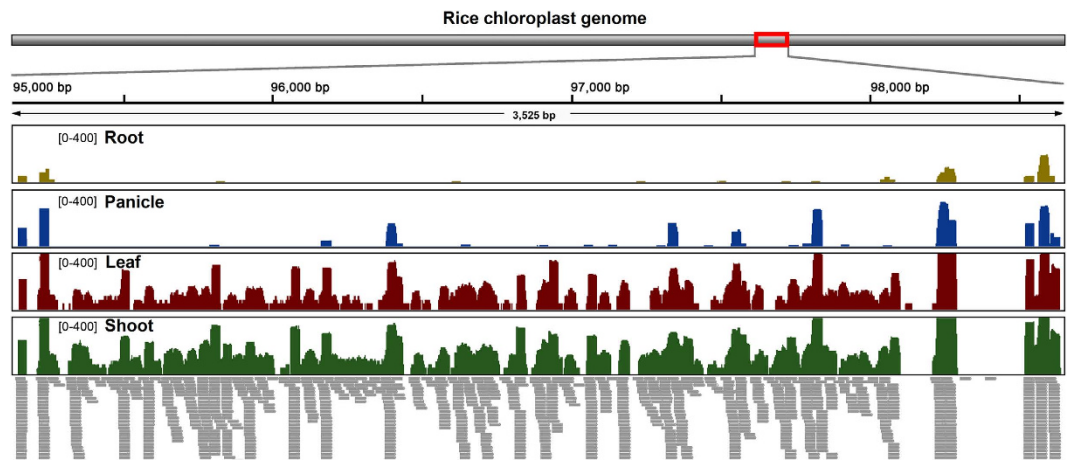 Rice chloroplast genome
95,000 bp 96,000 bp 97,000 bp 98,000 bp
3,525 bp
[0-400] Root
[0-400] Panicle
[0-400] Leaf
[0-400] Shoot